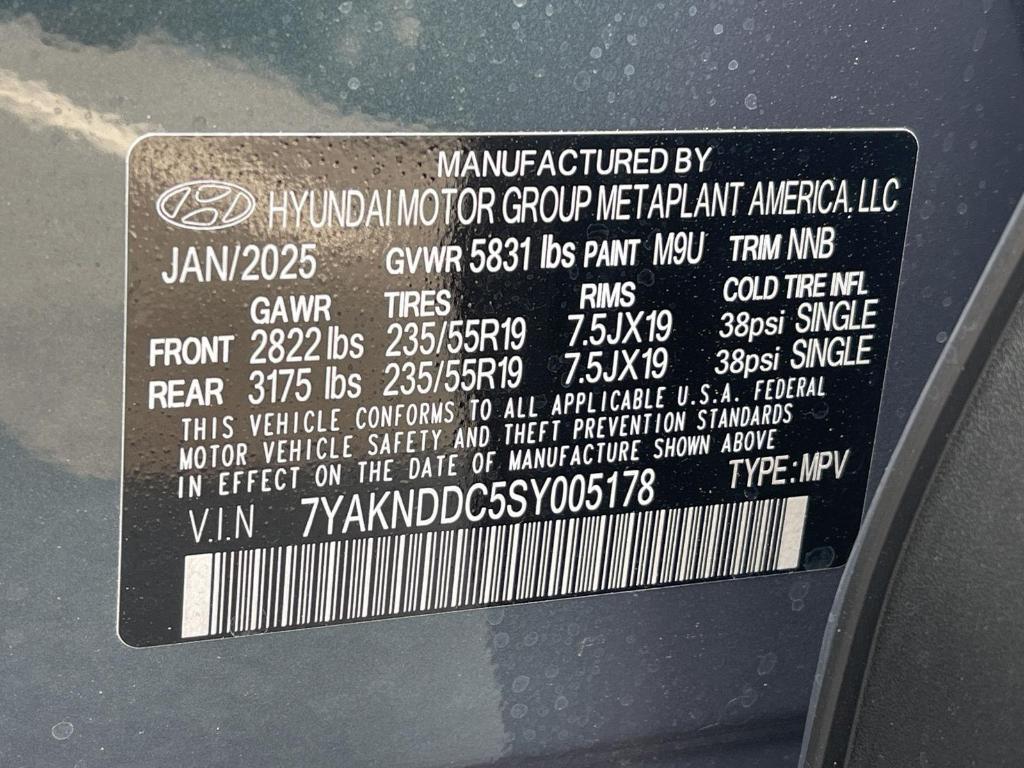 MANUFACTURED BY
HYUNDAI MOTOR GROUP METAPLANT AMERICA, LLC
JAN/2025 GVWR 5831 lbs PAINT M9U TRIM NNB
GAWR TIRES RIMS COLD TIRE INFL
FRONT 2822 lbs 235/55R19 7.5JX19 38psi SINGLE
REAR 3175 lbs 235/55R19 7.5JX19 38psi SINGLE
THIS VEHICLE CONFORMS TO ALL APPLICABLE U.S.A. FEDERAL
MOTOR VEHICLE SAFETY AND THEFT PREVENTION STANDARDS
IN EFFECT ON THE DATE OF MANUFACTURE SHOWN ABOVE
V.I.N 7YAKNDDC5SY005178 TYPE: MPV